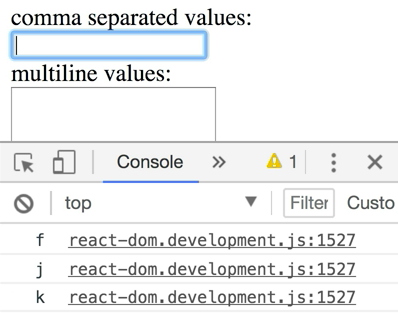 comma separated values:
multiline values:
Console » 1
top Filter Custo
f react-dom.development.js:1527
j react-dom.development.js:1527
k react-dom.development.js:1527